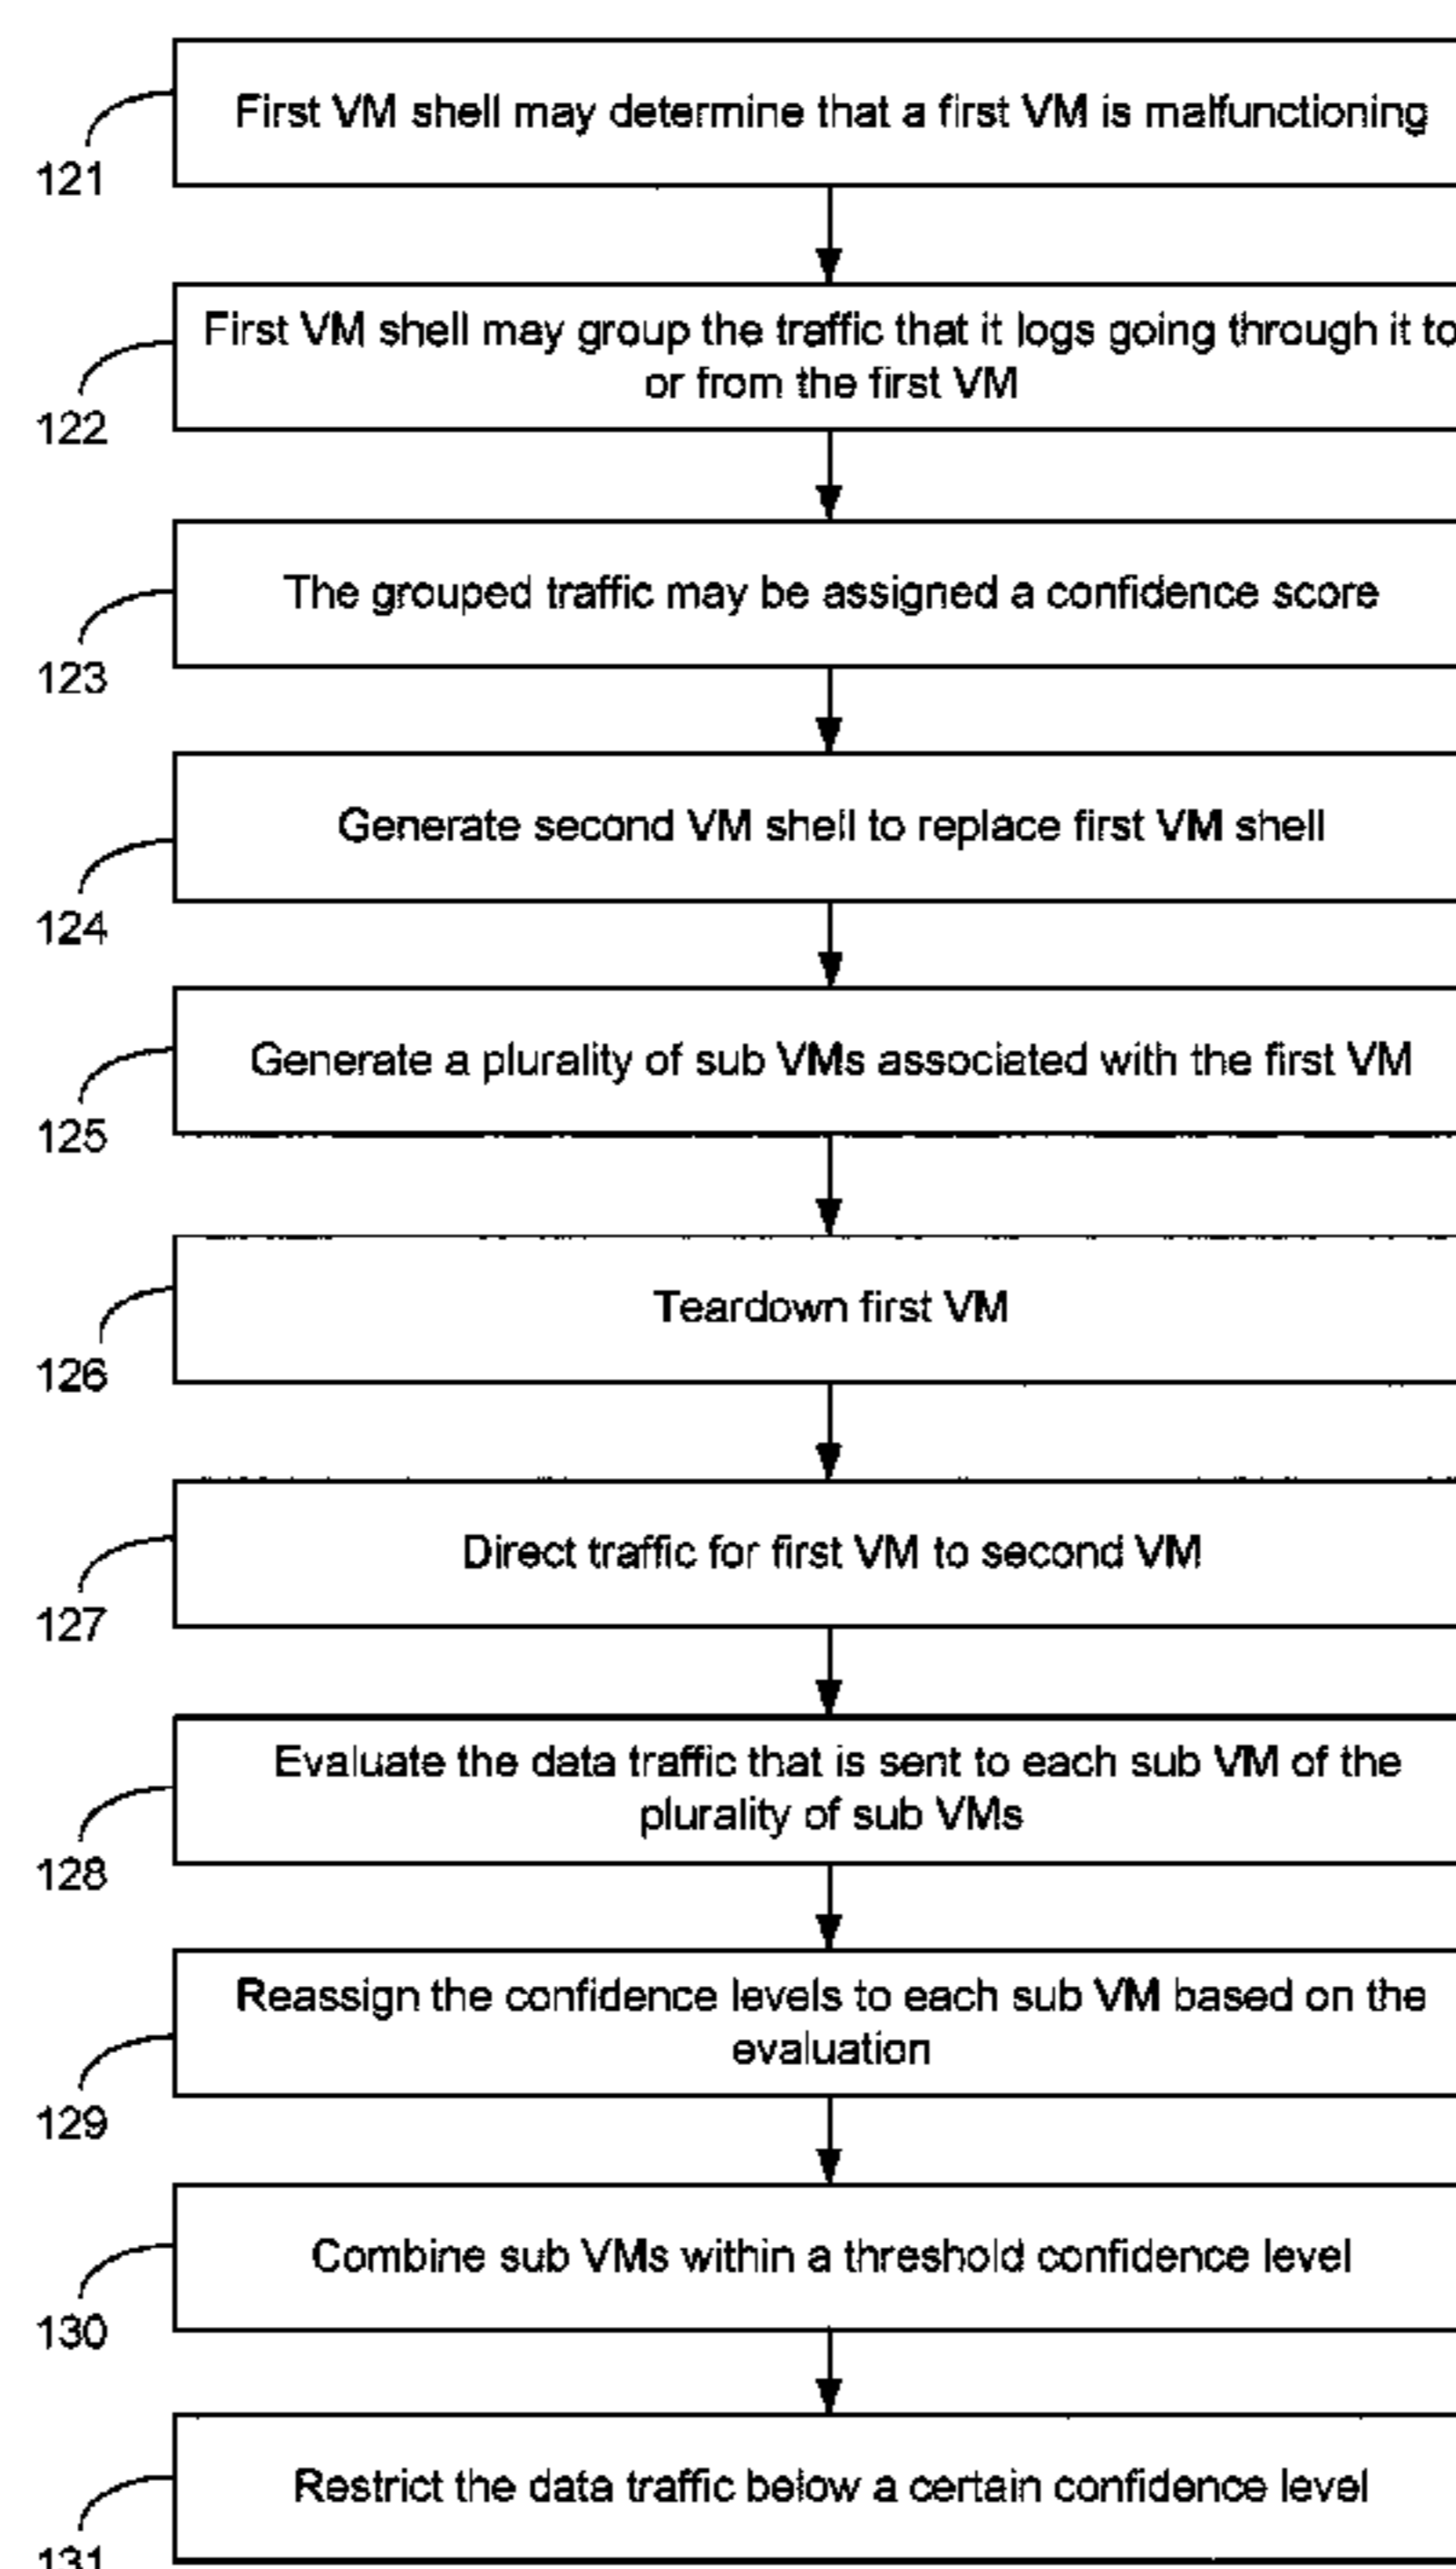 First VM shell may determine that a first VM is malfunctioning
121
First VM shell may group the traffic that it logs going through it to
or from the first VM
122
The grouped traffic may be assigned a confidence score
123
Generate second VM shell to replace first VM shell
124
Generate a plurality of sub VMs associated with the first VM
125
Teardown first VM
126
Direct traffic for first VM to second VM
127
Evaluate the data traffic that is sent to each sub VM of the
plurality of sub VMs
128
Reassign the confidence levels to each sub VM based on the
evaluation
129
Combine sub VMs within a threshold confidence level
130
Restrict the data traffic below a certain confidence level
131